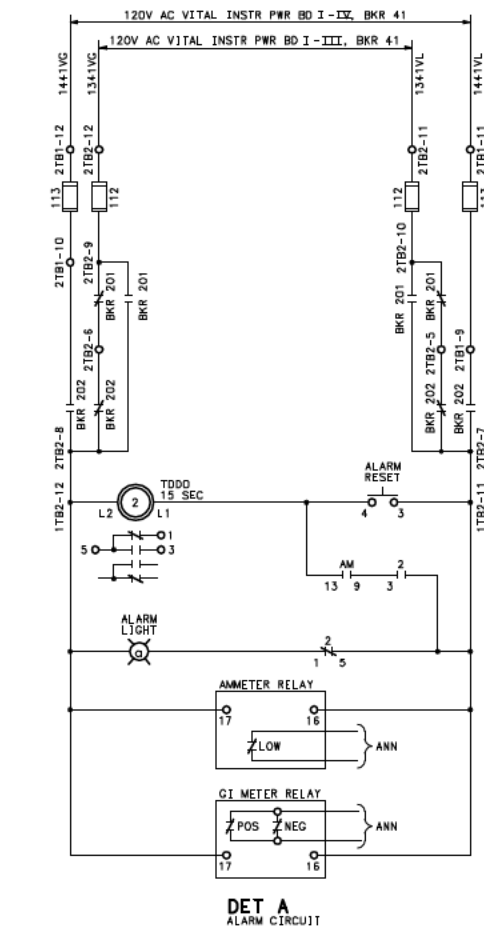 120V AC VITAL INSTR PWR BD I-IV, BKR 41
120V AC VITAL INSTR PWR BD I-III, BKR 41
1441VG
1341VG
1341VL
1441VL
2TB1-12
2TB2-12
2TB2-11
2TB1-11
113
112
112
2TB1-10
2TB2-9
2TB2-10
BKR 201
BKR 201
BKR 201
BKR 201
2TB2-6
2TB2-5
2TB1-9
BKR 202
BKR 202
BKR 202
BKR 202
2TB2-8
2TB2-7
1TB2-12
1TB2-11
TDDO
15 SEC
2
L2
L1
ALARM
RESET
4
3
5
1
3
AM
2
13
9
3
ALARM
LIGHT
a
2
1
5
AMMETER RELAY
17
16
LOW
ANN
GI METER RELAY
POS
NEG
ANN
17
16
DET A
ALARM CIRCUIT